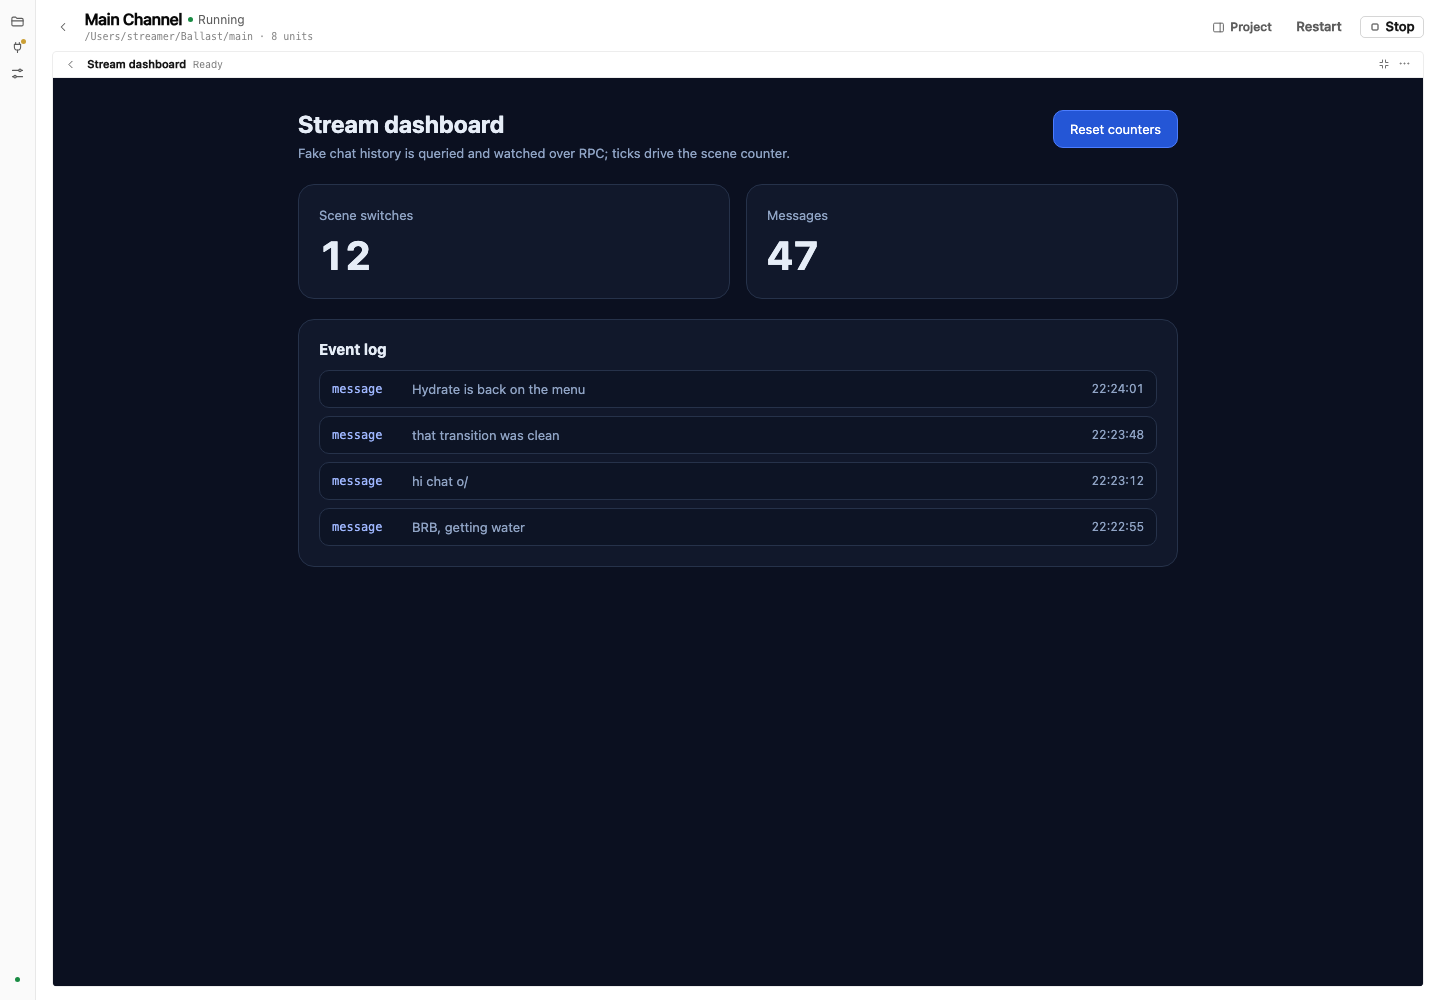 Main Channel
Running
Project
Restart
Stop
/Users/streamer/Ballast/main · 8 units
Stream dashboard
Ready
Stream dashboard
Reset counters
Fake chat history is queried and watched over RPC; ticks drive the scene counter.
Scene switches
12
Messages
47
Event log
message Hydrate is back on the menu 22:24:01
message that transition was clean 22:23:48
message hi chat o/ 22:23:12
message BRB, getting water 22:22:55